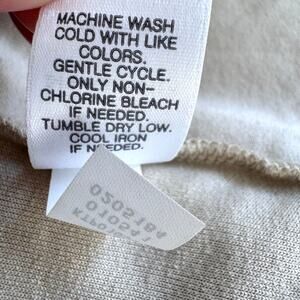 MACHINE WASH
COLD WITH LIKE
COLORS.
GENTLE CYCLE.
ONLY NON-
CHLORINE BLEACH
IF NEEDED.
TUMBLE DRY LOW.
COOL IRON
IF NEEDED.
0205184